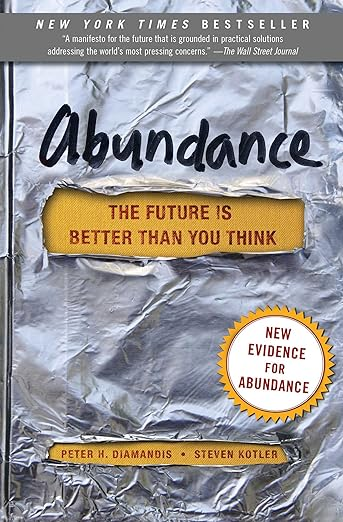 NEW YORK TIMES BESTSELLER
“A manifesto for the future that is grounded in practical solutions
addressing the world’s most pressing concerns.” —The Wall Street Journal
Abundance
THE FUTURE IS
BETTER THAN YOU THINK
NEW
EVIDENCE
FOR
ABUNDANCE
PETER H. DIAMANDIS • STEVEN KOTLER